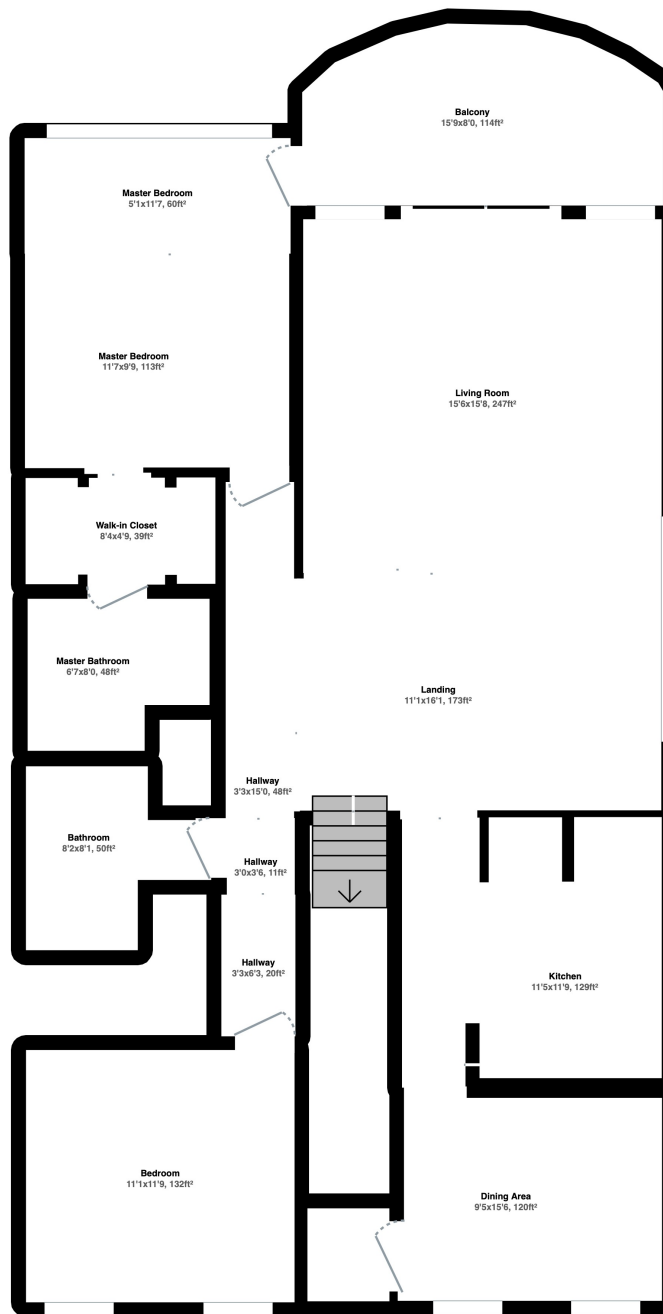 Balcony
15'9x8'0, 114ft²
Master Bedroom
5'1x11'7, 60ft²
Master Bedroom
11'7x9'9, 113ft²
Living Room
15'6x15'8, 247ft²
Walk-in Closet
8'4x4'9, 39ft²
Master Bathroom
6'7x8'0, 48ft²
Landing
11'1x16'1, 173ft²
Hallway
3'3x15'0, 48ft²
Bathroom
8'2x8'1, 50ft²
Hallway
3'0x3'6, 11ft²
Hallway
3'3x6'3, 20ft²
Kitchen
11'5x11'9, 129ft²
Bedroom
11'1x11'9, 132ft²
Dining Area
9'5x15'6, 120ft²